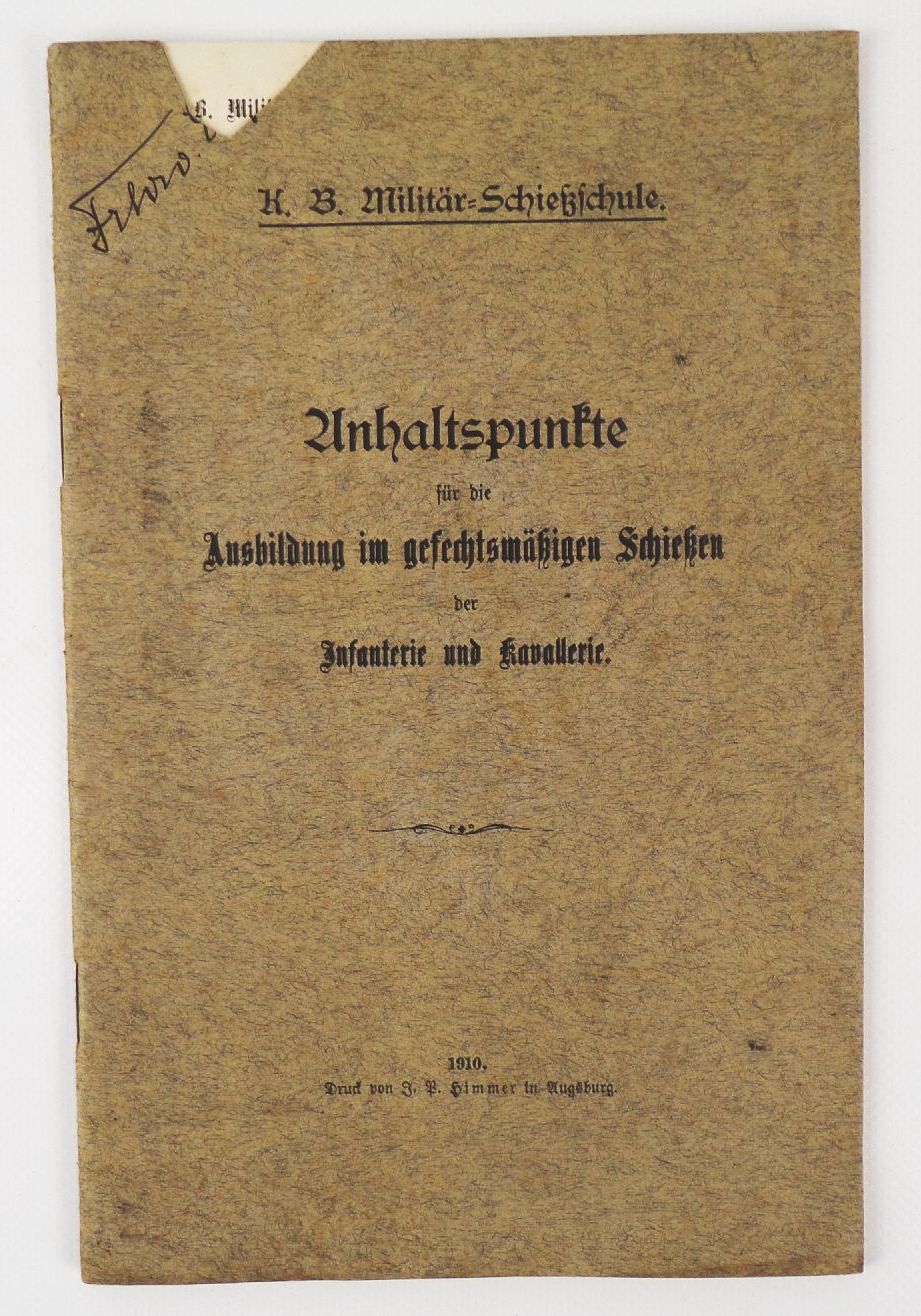 B. Mili
K. B. Militär=Schießschule.
Anhaltspunkte
für die
Ausbildung im gefechtsmäßigen Schießen
der
Infanterie und Kavallerie.
1910.
Druck von J. P. Himmer in Augsburg.